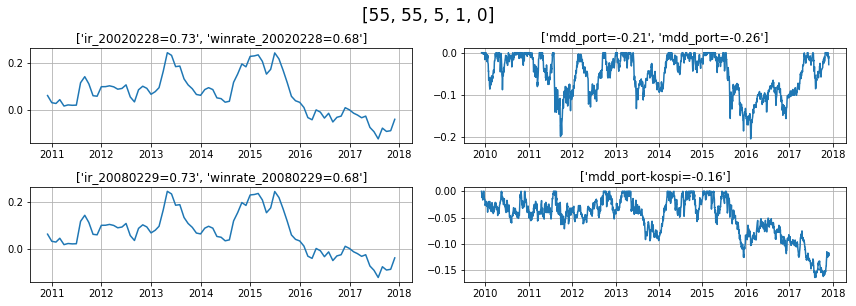 [55, 55, 5, 1, 0]
['ir_20020228=0.73', 'winrate_20020228=0.68']
0.2
0.0
2011 2012 2013 2014 2015 2016 2017 2018
['mdd_port=-0.21', 'mdd_port=-0.26']
0.0
−0.1
−0.2
2010 2011 2012 2013 2014 2015 2016 2017 2018
['ir_20080229=0.73', 'winrate_20080229=0.68']
0.2
0.0
2011 2012 2013 2014 2015 2016 2017 2018
['mdd_port-kospi=-0.16']
0.00
−0.05
−0.10
−0.15
2010 2011 2012 2013 2014 2015 2016 2017 2018